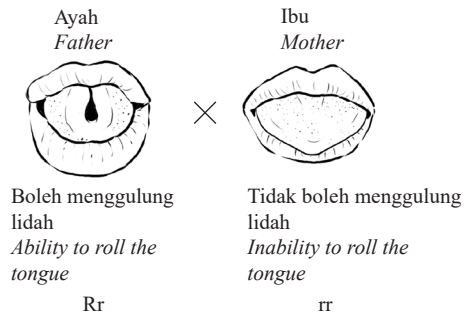 Ayah
Father
Ibu
Mother
×
Boleh menggulung
lidah
Ability to roll the
tongue
Tidak boleh menggulung
lidah
Inability to roll the
tongue
Rr
rr